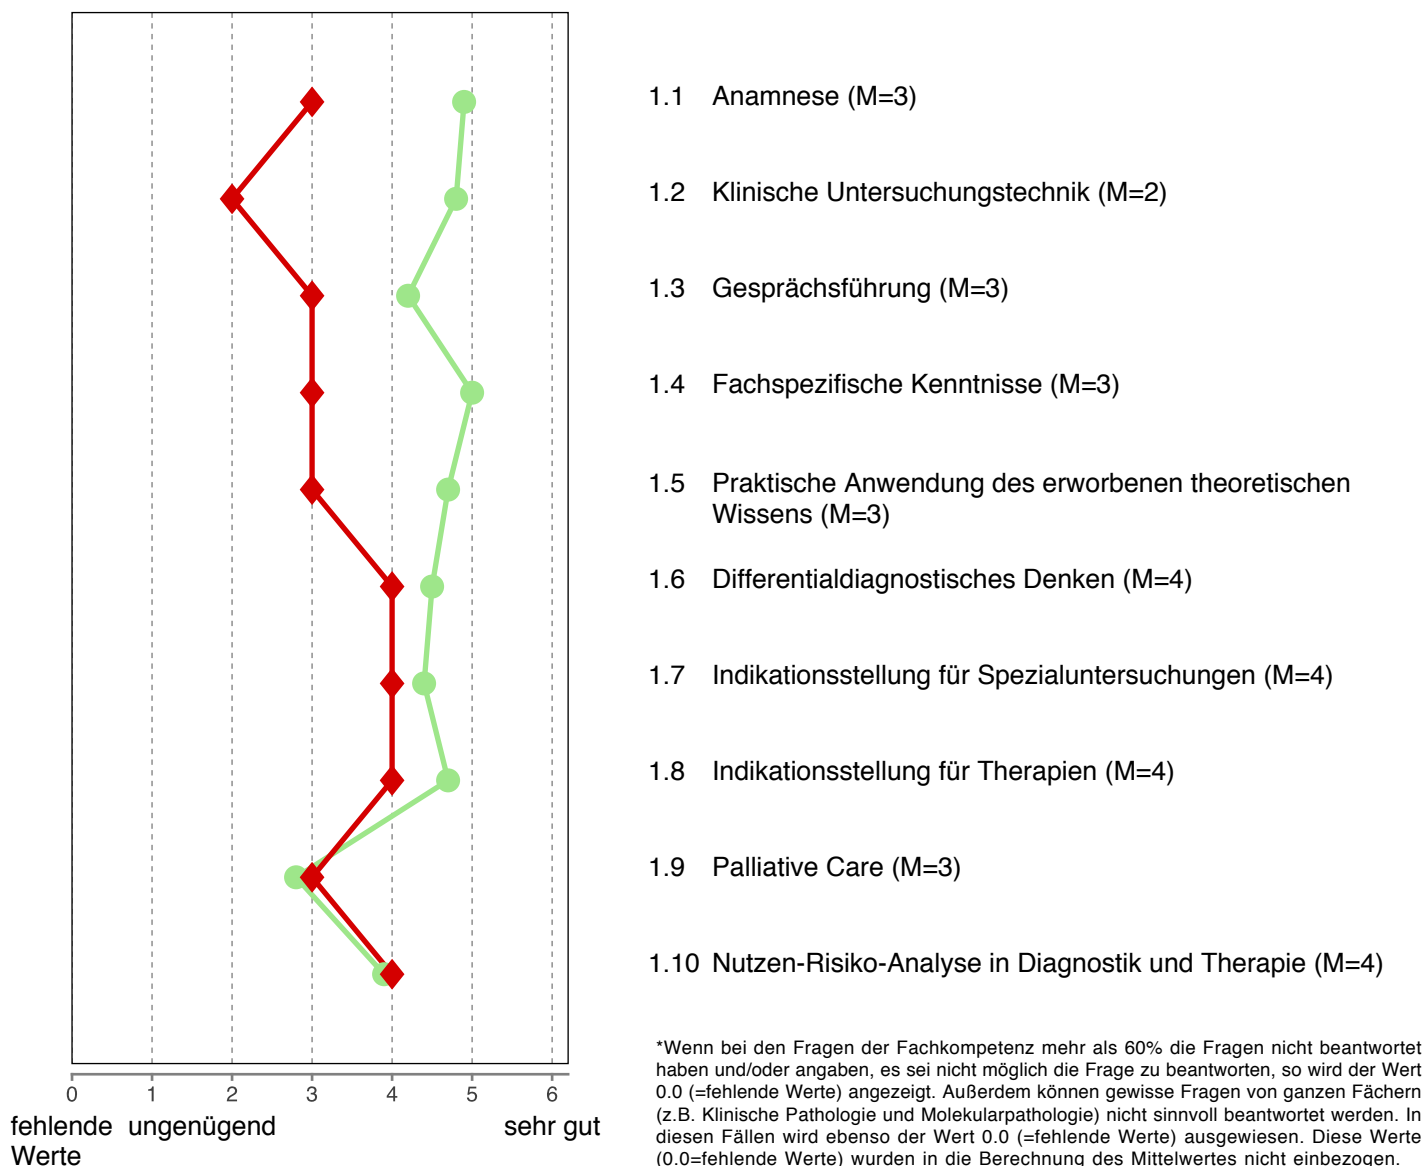 1.1 Anamnese (M=3)
1.2 Klinische Untersuchungstechnik (M=2)
1.3 Gesprächsführung (M=3)
1.4 Fachspezifische Kenntnisse (M=3)
1.5 Praktische Anwendung des erworbenen theoretischen
Wissens (M=3)
1.6 Differentialdiagnostisches Denken (M=4)
1.7 Indikationsstellung für Spezialuntersuchungen (M=4)
1.8 Indikationsstellung für Therapien (M=4)
1.9 Palliative Care (M=3)
1.10 Nutzen-Risiko-Analyse in Diagnostik und Therapie (M=4)
0 1 2 3 4 5 6
fehlende ungenügend sehr gut
Werte
*Wenn bei den Fragen der Fachkompetenz mehr als 60% die Fragen nicht beantwortet
haben und/oder angaben, es sei nicht möglich die Frage zu beantworten, so wird der Wert
0.0 (=fehlende Werte) angezeigt. Außerdem können gewisse Fragen von ganzen Fächern
(z.B. Klinische Pathologie und Molekularpathologie) nicht sinnvoll beantwortet werden. In
diesen Fällen wird ebenso der Wert 0.0 (=fehlende Werte) ausgewiesen. Diese Werte
(0.0=fehlende Werte) wurden in die Berechnung des Mittelwertes nicht einbezogen.